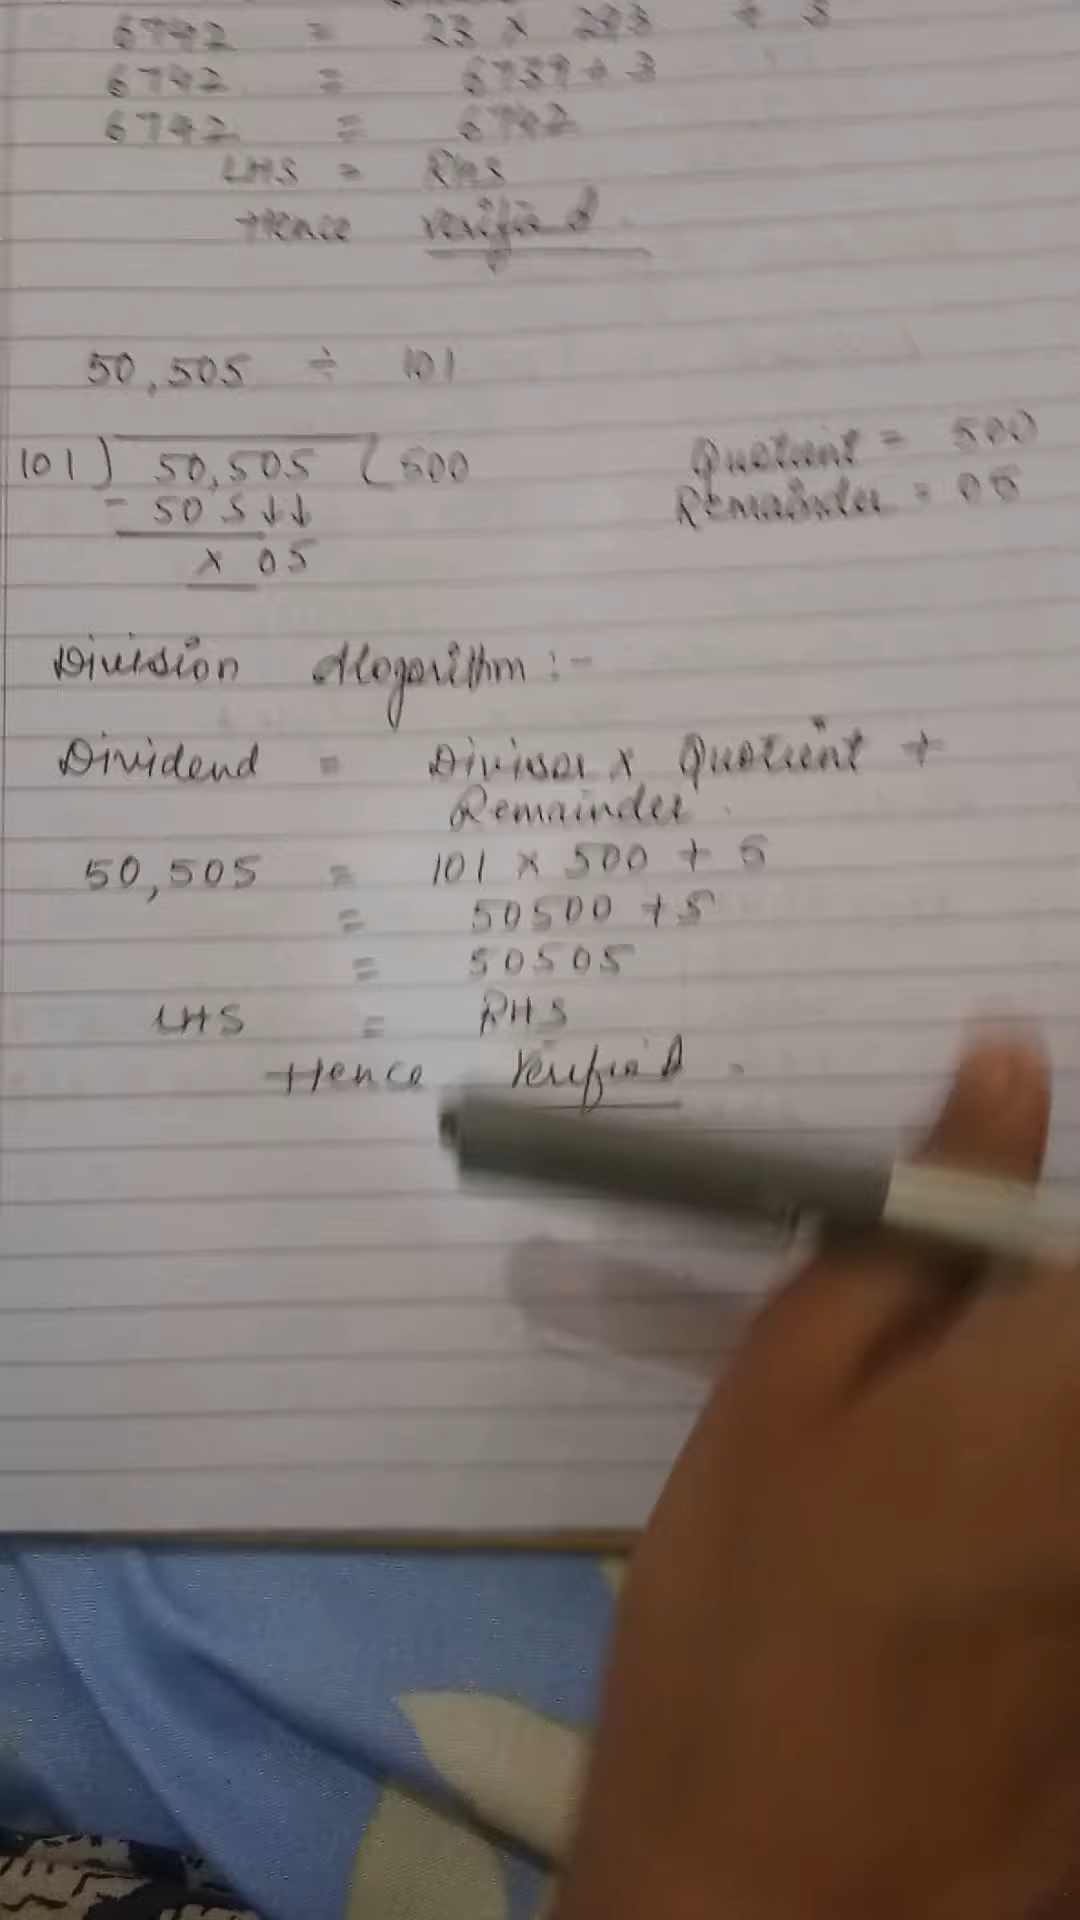 6742 = 23 x 293 + 3
6742 = 6739 + 3
6742 = 6742
LHS = RHS
Hence verified.
50,505 ÷ 101
101 ) 50,505 ( 500
- 505↓↓
x 05
Quotient = 500
Remainder = 05
Division Alogorithm :-
Dividend = Divisor x Quotient +
Remainder.
50,505 = 101 x 500 + 5
= 50500 + 5
= 50505
LHS = RHS
Hence Verified.